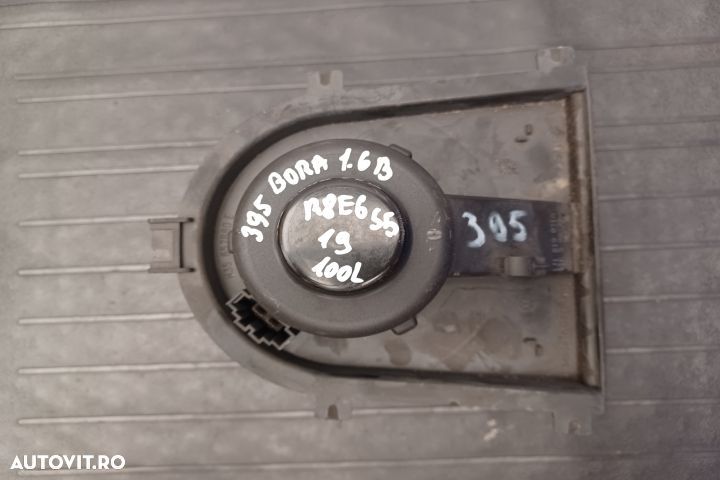 395 BORA 1.6B
R8E655
19
100L
395
AUTOVIT.RO